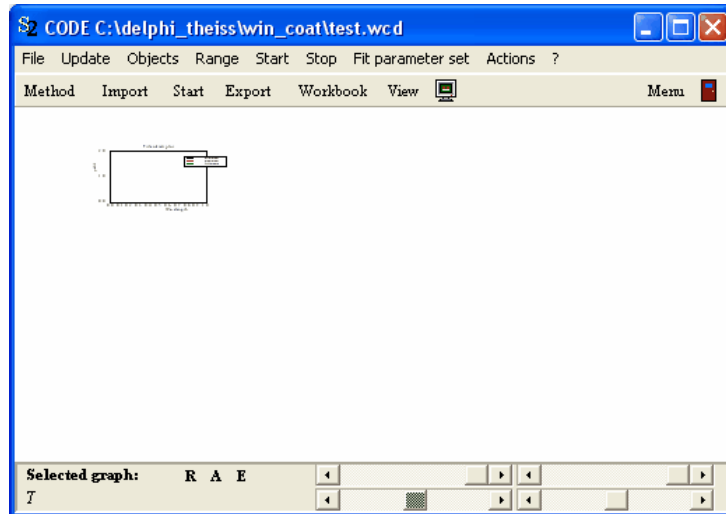 CODE C:\delphi_theiss\win_coat\test.wcd
File Update Objects Range Start Stop Fit parameter set Actions ?
Method Import Start Export Workbook View Menu
Selected graph: R A E
T